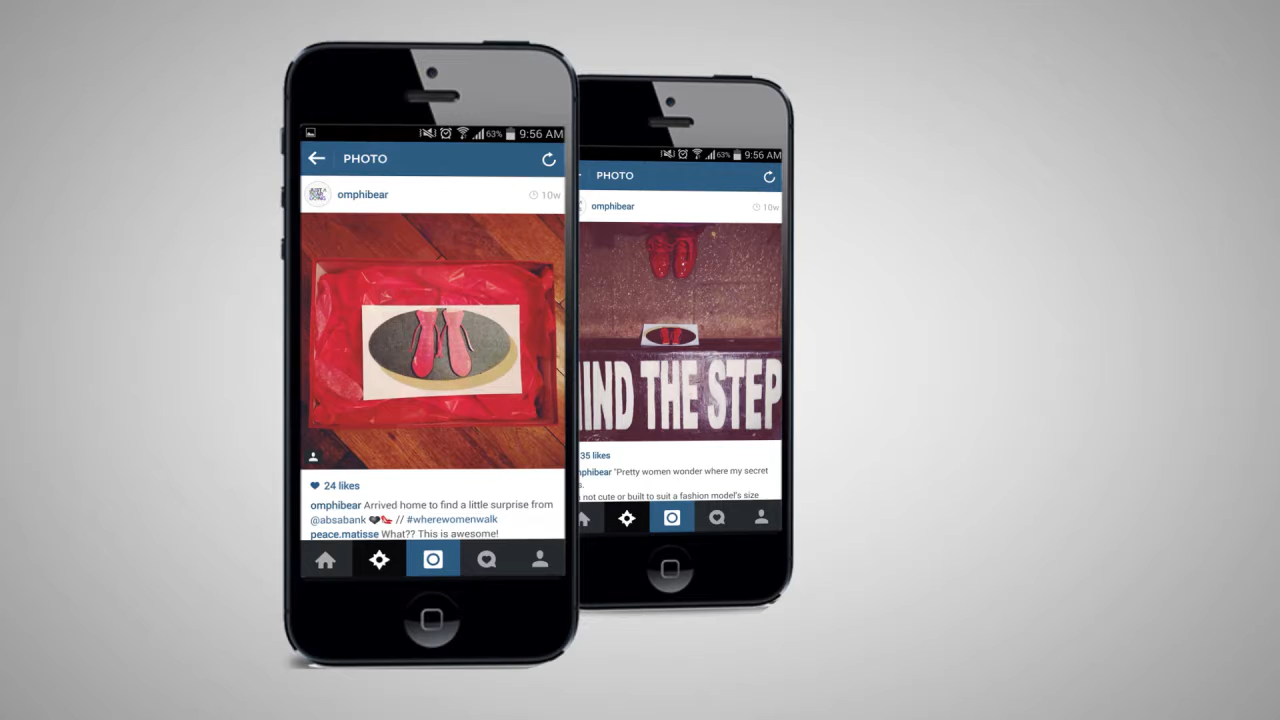 63% 9:56 AM
PHOTO
omphibear
10w
24 likes
omphibear Arrived home to find a little surprise from
@absabank // #wherewomenwalk
peace.matisse What?? This is awesome!
63% 9:56 AM
PHOTO
omphibear
10w
IND THE STEP
35 likes
mphibear "Pretty women wonder where my secret
s.
not cute or built to suit a fashion model's size